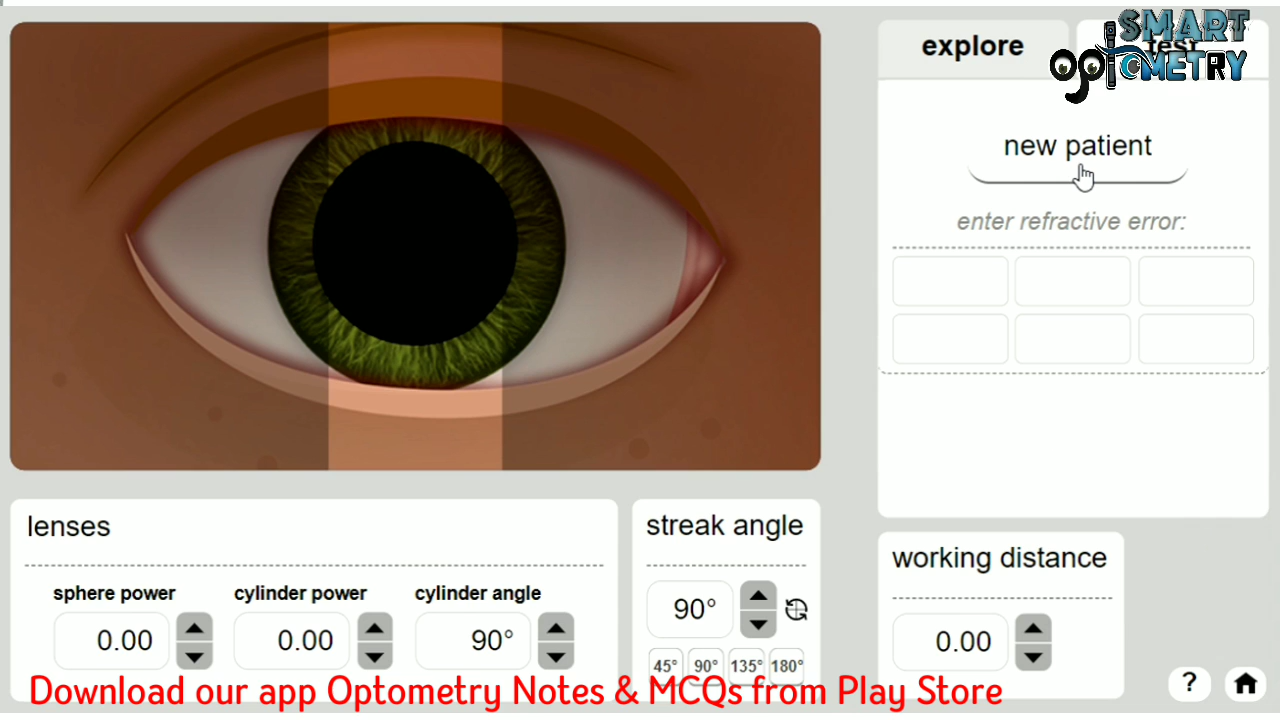 explore
test
SMART
OPTOMETRY
new patient
enter refractive error:
lenses
streak angle
working distance
sphere power
cylinder power
cylinder angle
0.00
0.00
90°
90°
0.00
45°
90°
135°
180°
?
Download our app Optometry Notes & MCQs from Play Store